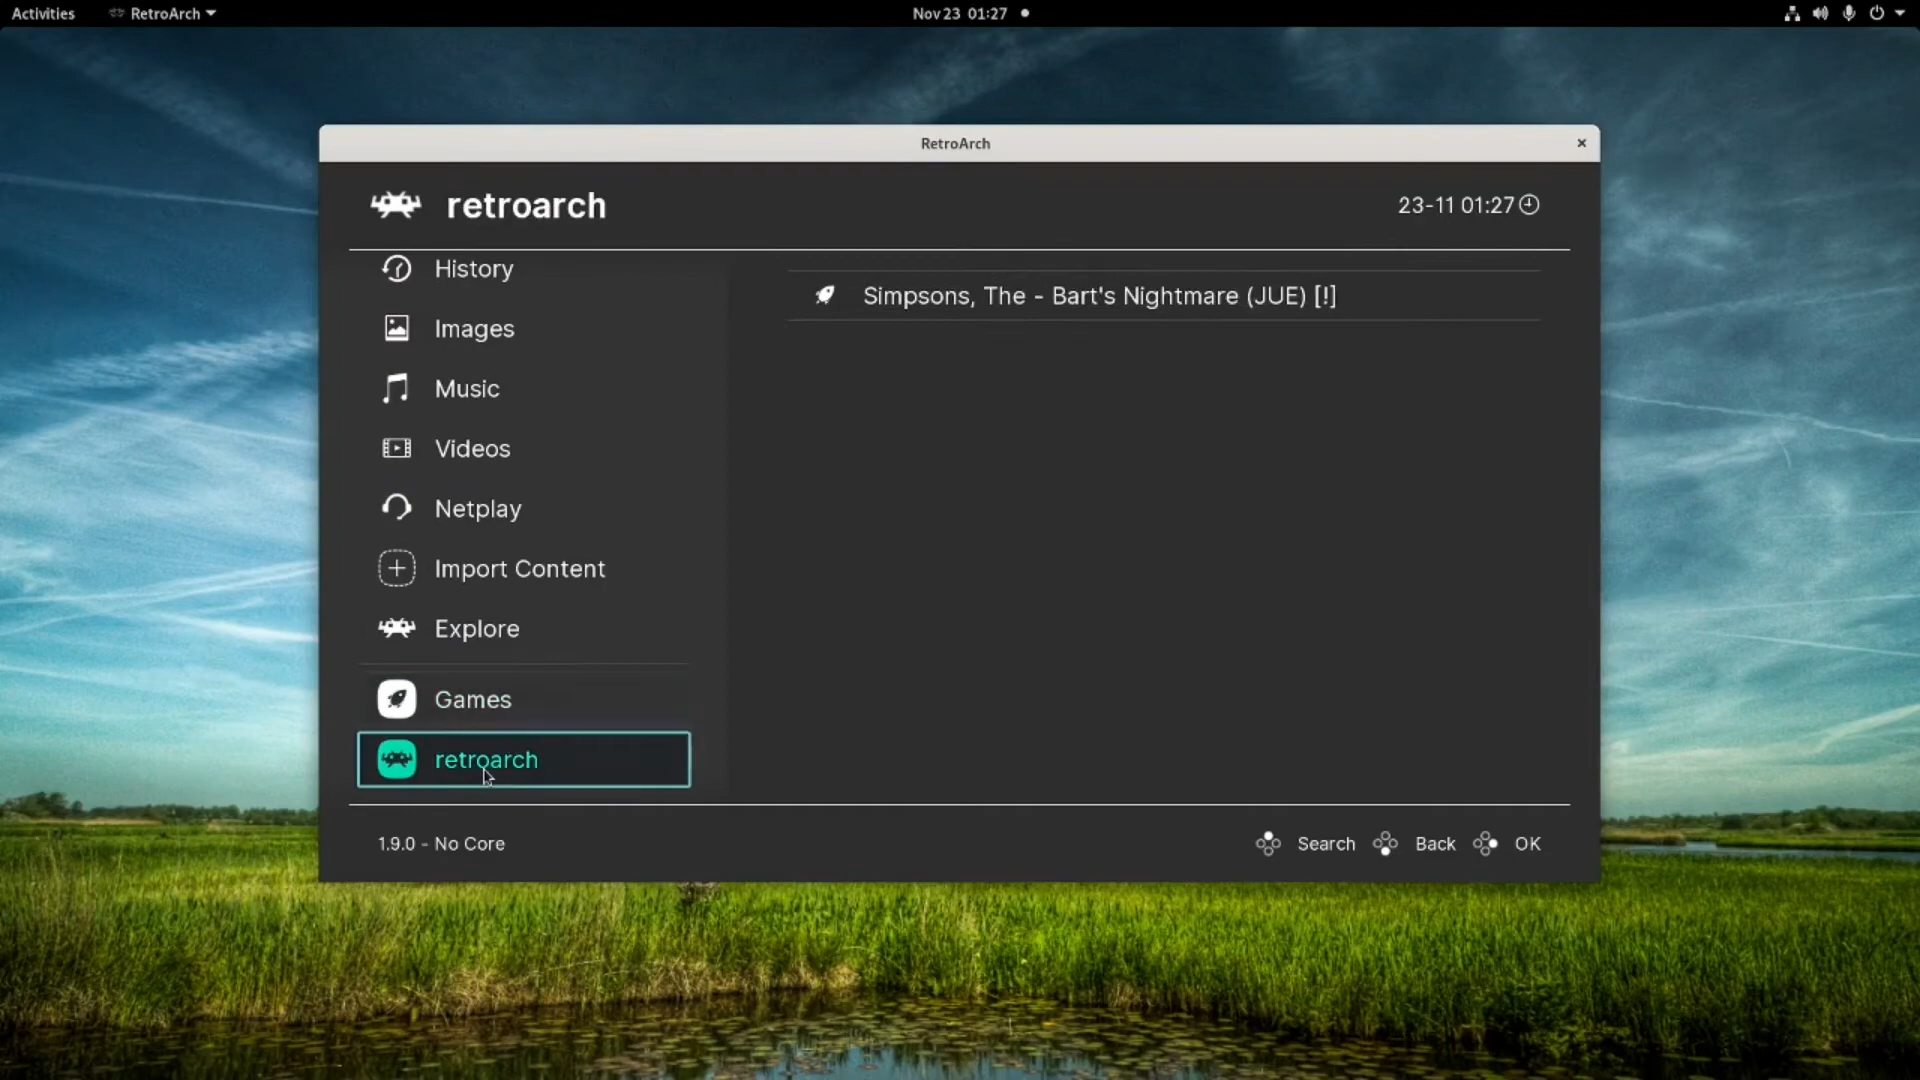 Activities
RetroArch
Nov 23 01:27
RetroArch
retroarch
23-11 01:27
History
Images
Music
Videos
Netplay
Import Content
Explore
Games
retroarch
Simpsons, The - Bart's Nightmare (JUE) [!]
1.9.0 - No Core
Search
Back
OK